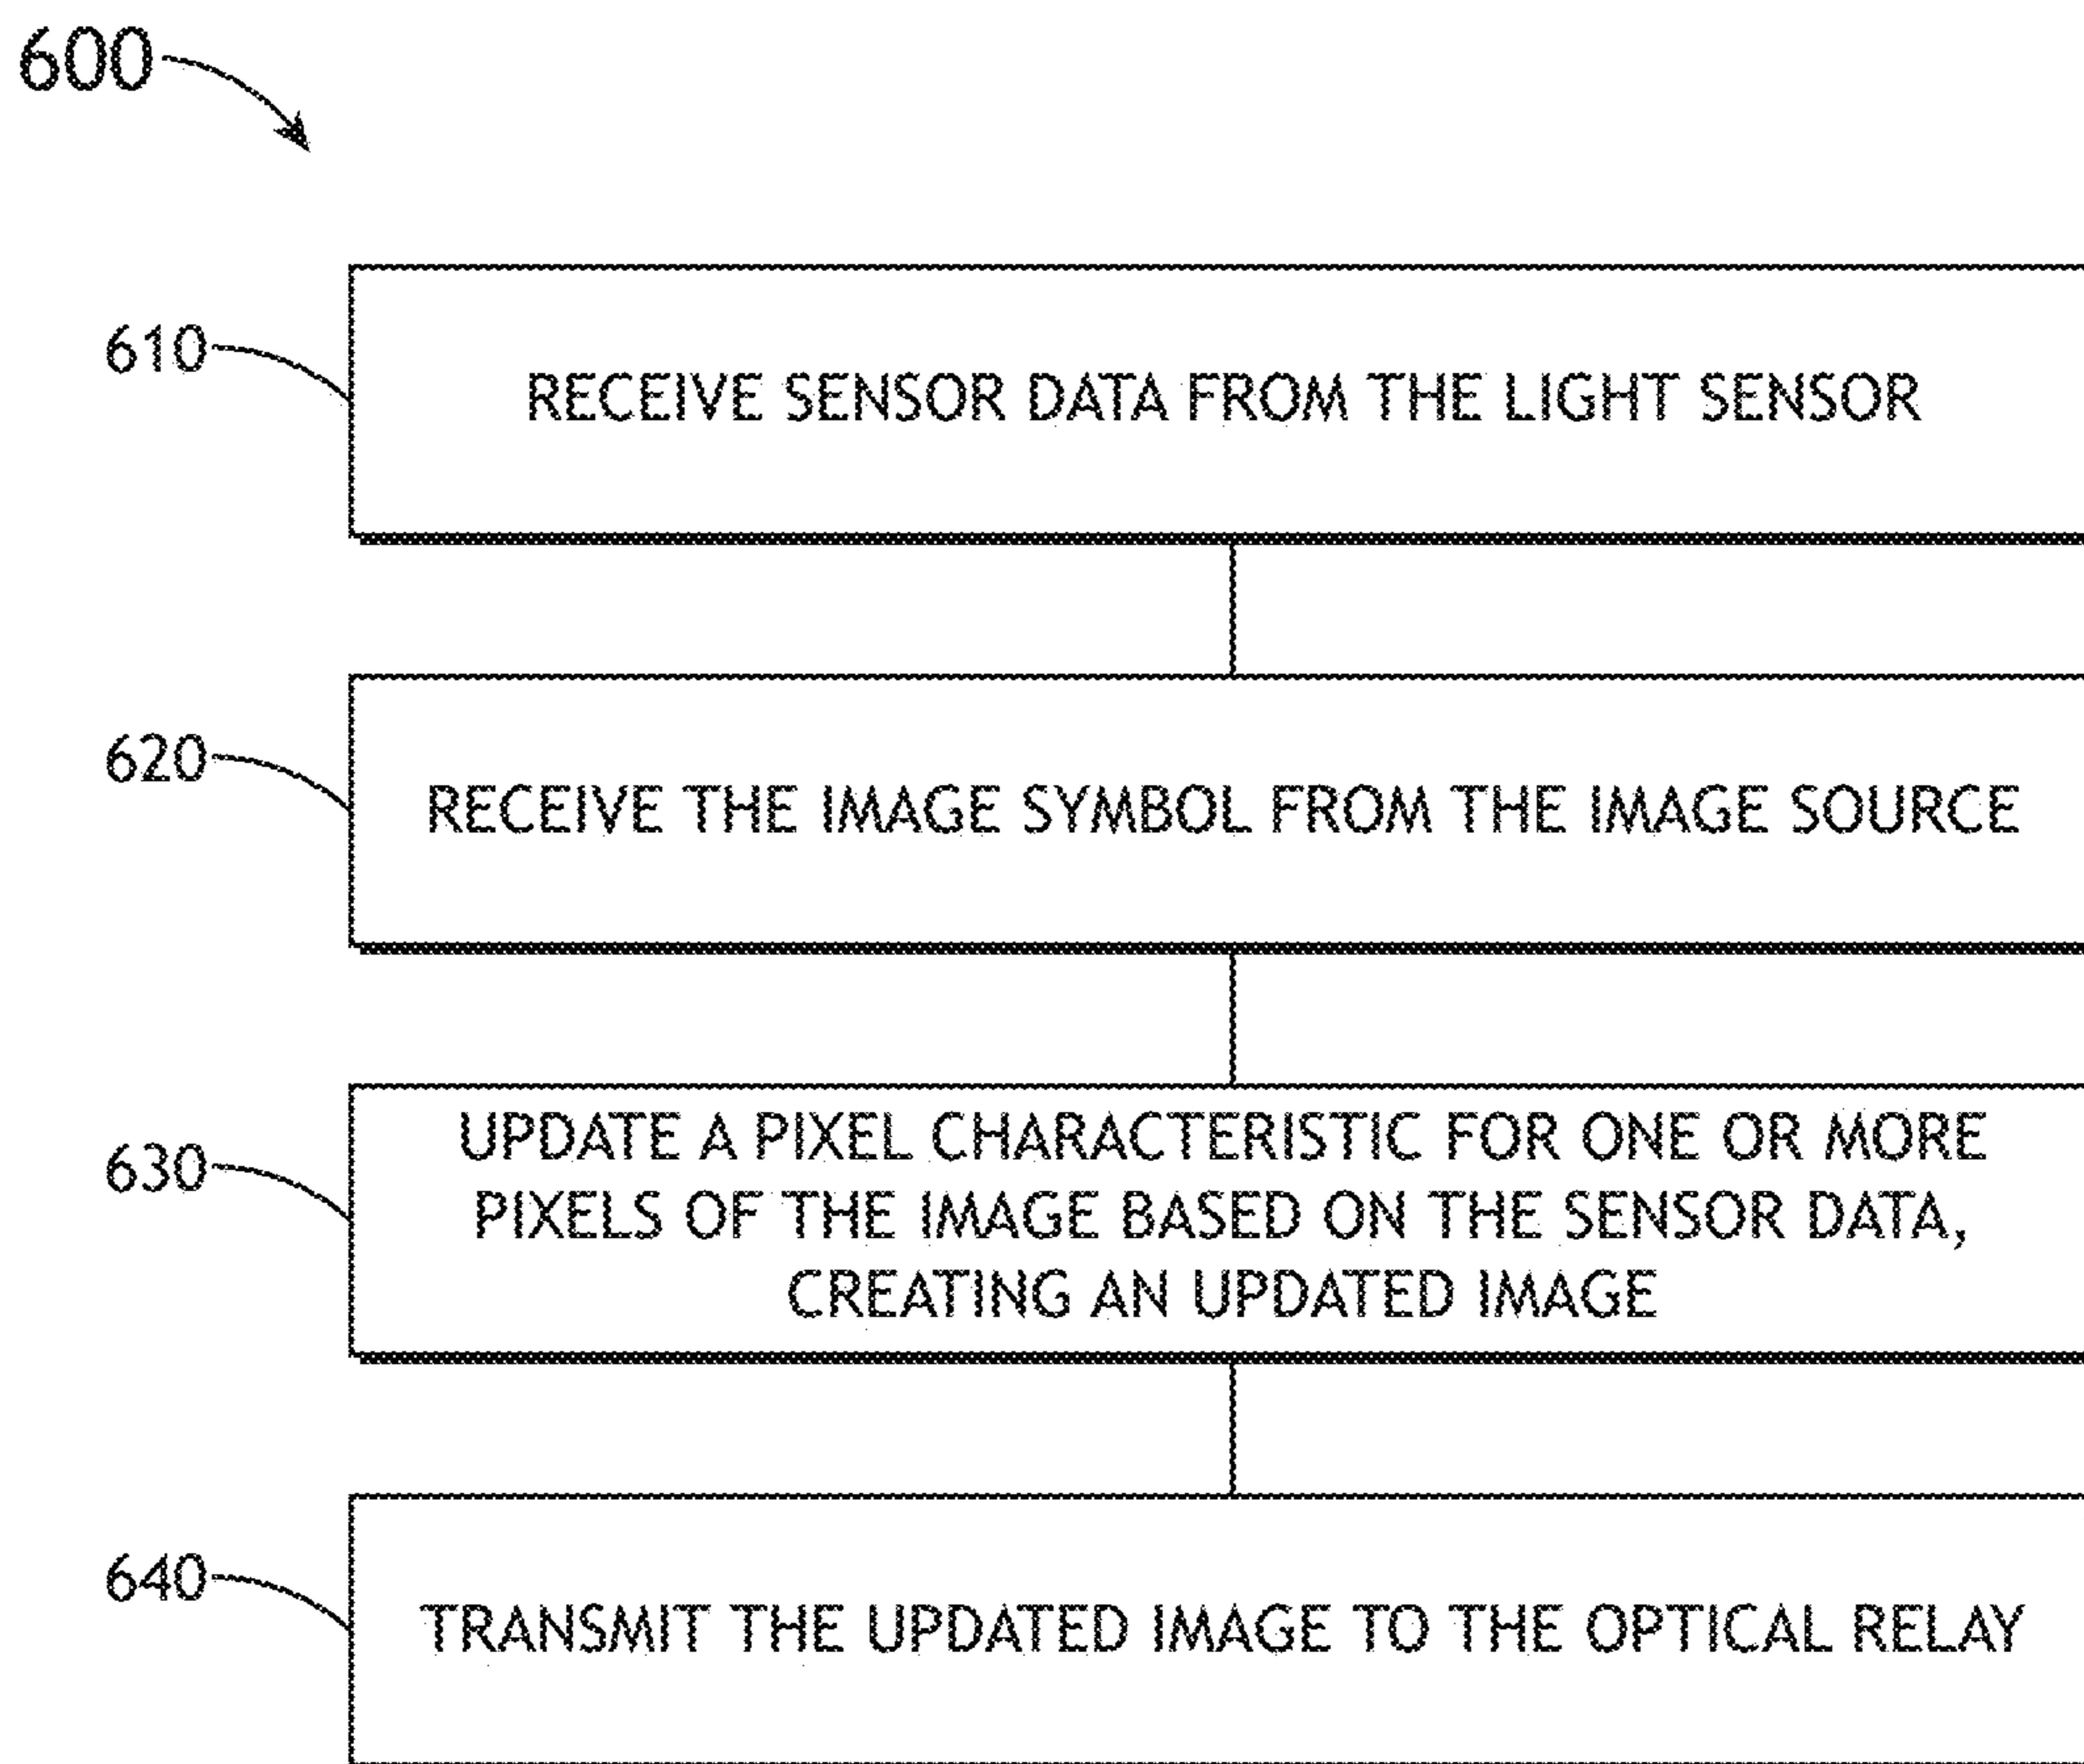 600
610
RECEIVE SENSOR DATA FROM THE LIGHT SENSOR
620
RECEIVE THE IMAGE SYMBOL FROM THE IMAGE SOURCE
630
UPDATE A PIXEL CHARACTERISTIC FOR ONE OR MORE
PIXELS OF THE IMAGE BASED ON THE SENSOR DATA,
CREATING AN UPDATED IMAGE
640
TRANSMIT THE UPDATED IMAGE TO THE OPTICAL RELAY